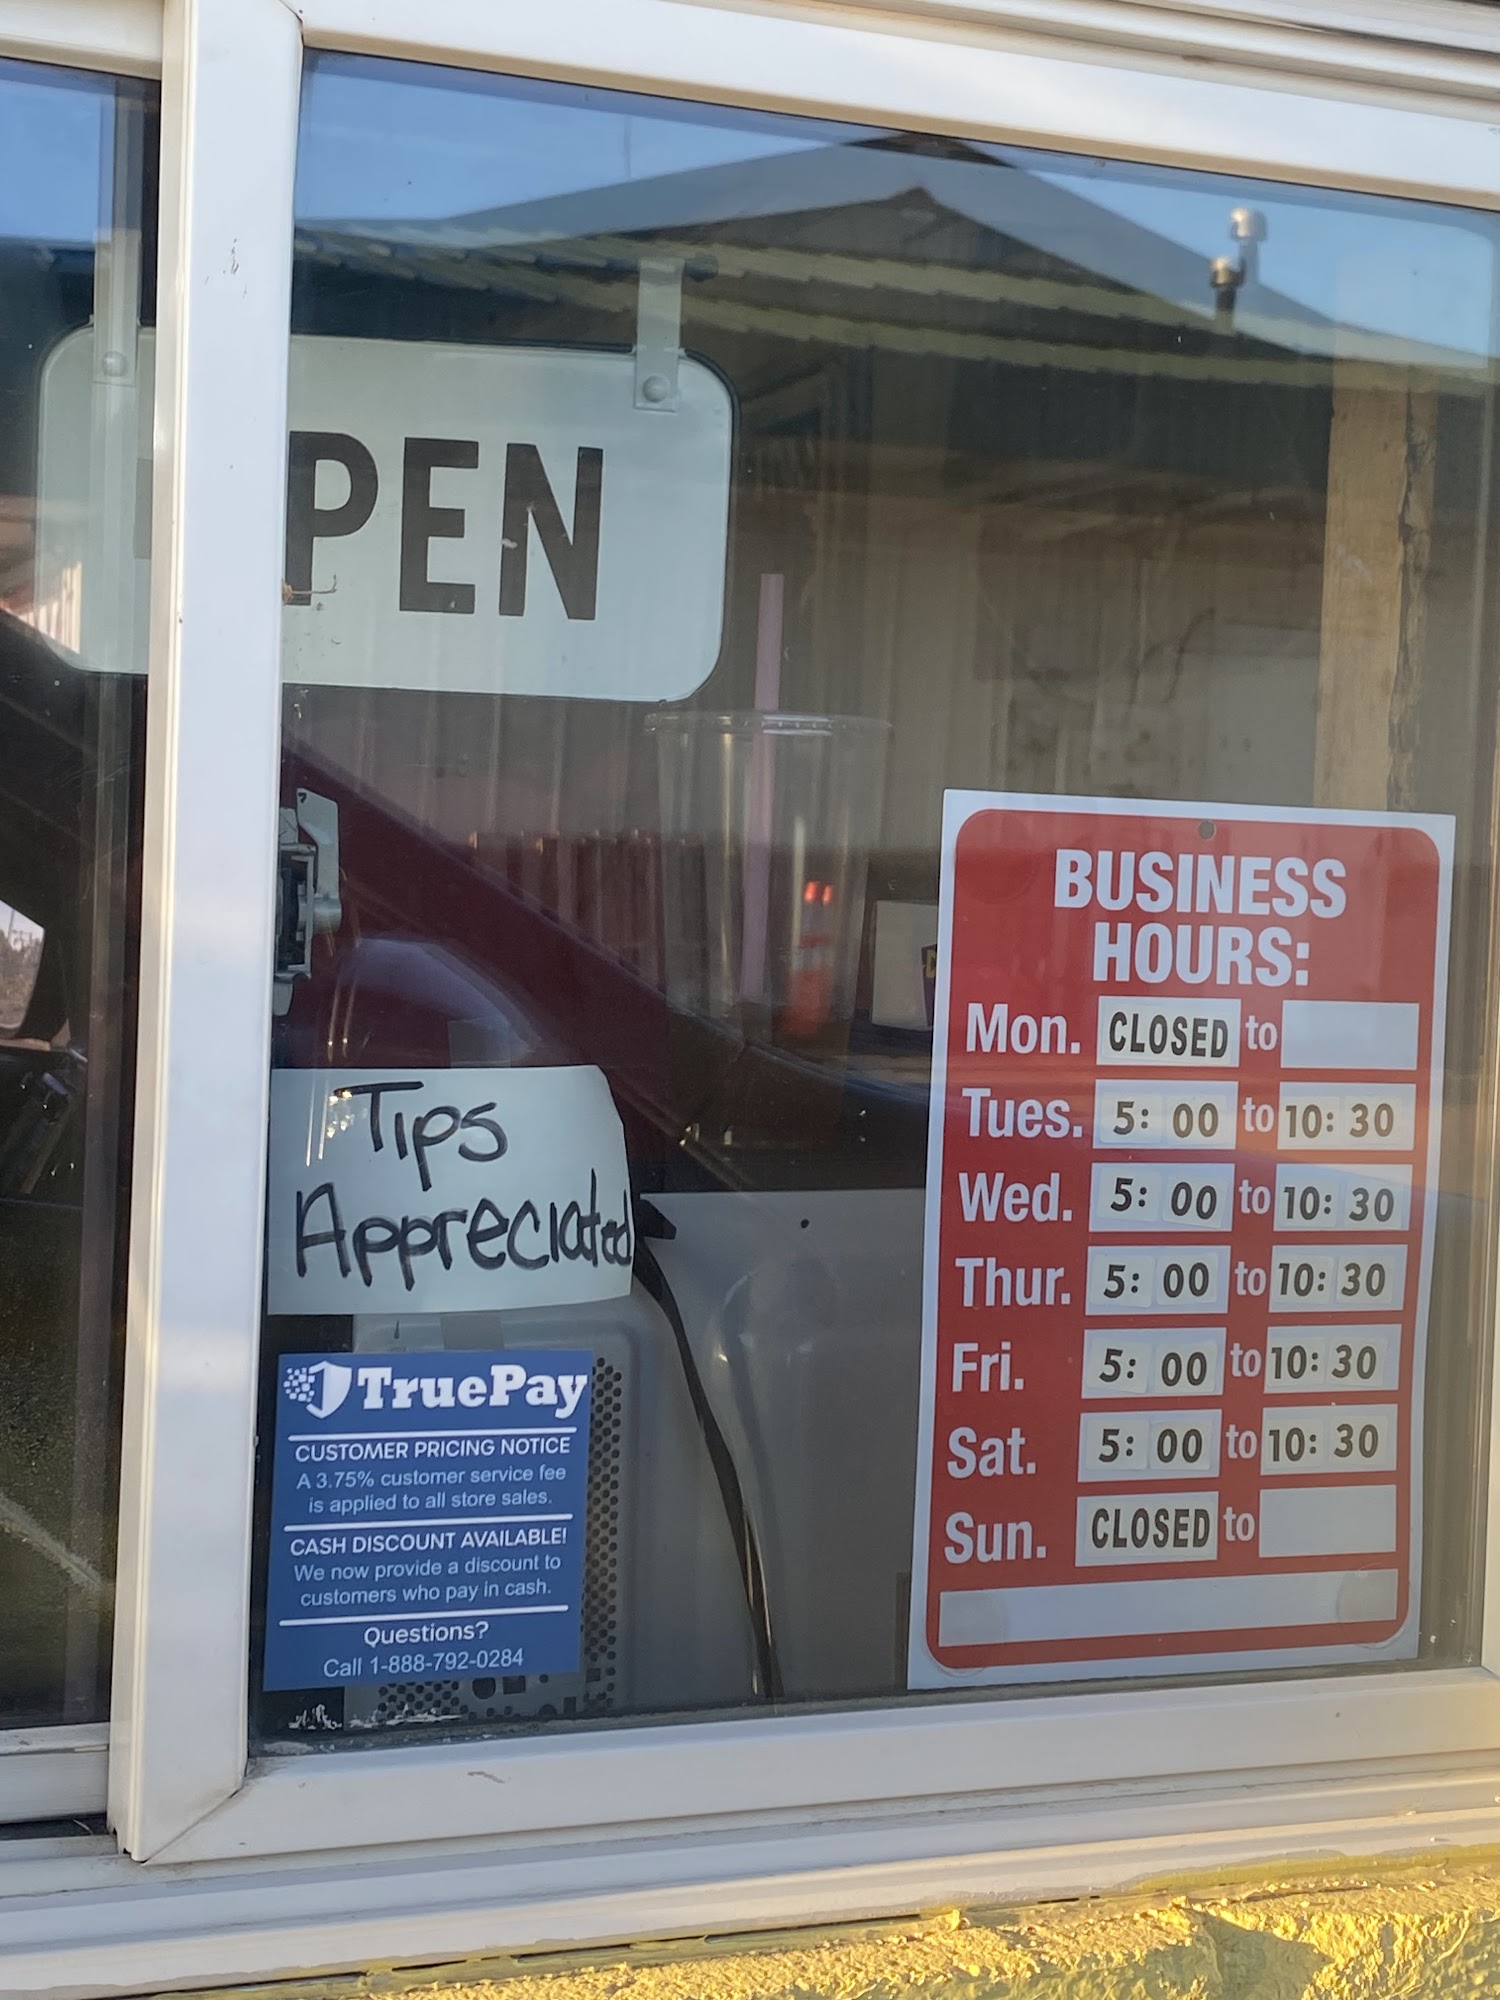 PEN
Tips
Appreciated
TruePay
CUSTOMER PRICING NOTICE
A 3.75% customer service fee
is applied to all store sales.
CASH DISCOUNT AVAILABLE!
We now provide a discount to
customers who pay in cash.
Questions?
Call 1-888-792-0284
BUSINESS
HOURS:
Mon. CLOSED to
Tues. 5: 00 to 10: 30
Wed. 5: 00 to 10: 30
Thur. 5: 00 to 10: 30
Fri. 5: 00 to 10: 30
Sat. 5: 00 to 10: 30
Sun. CLOSED to